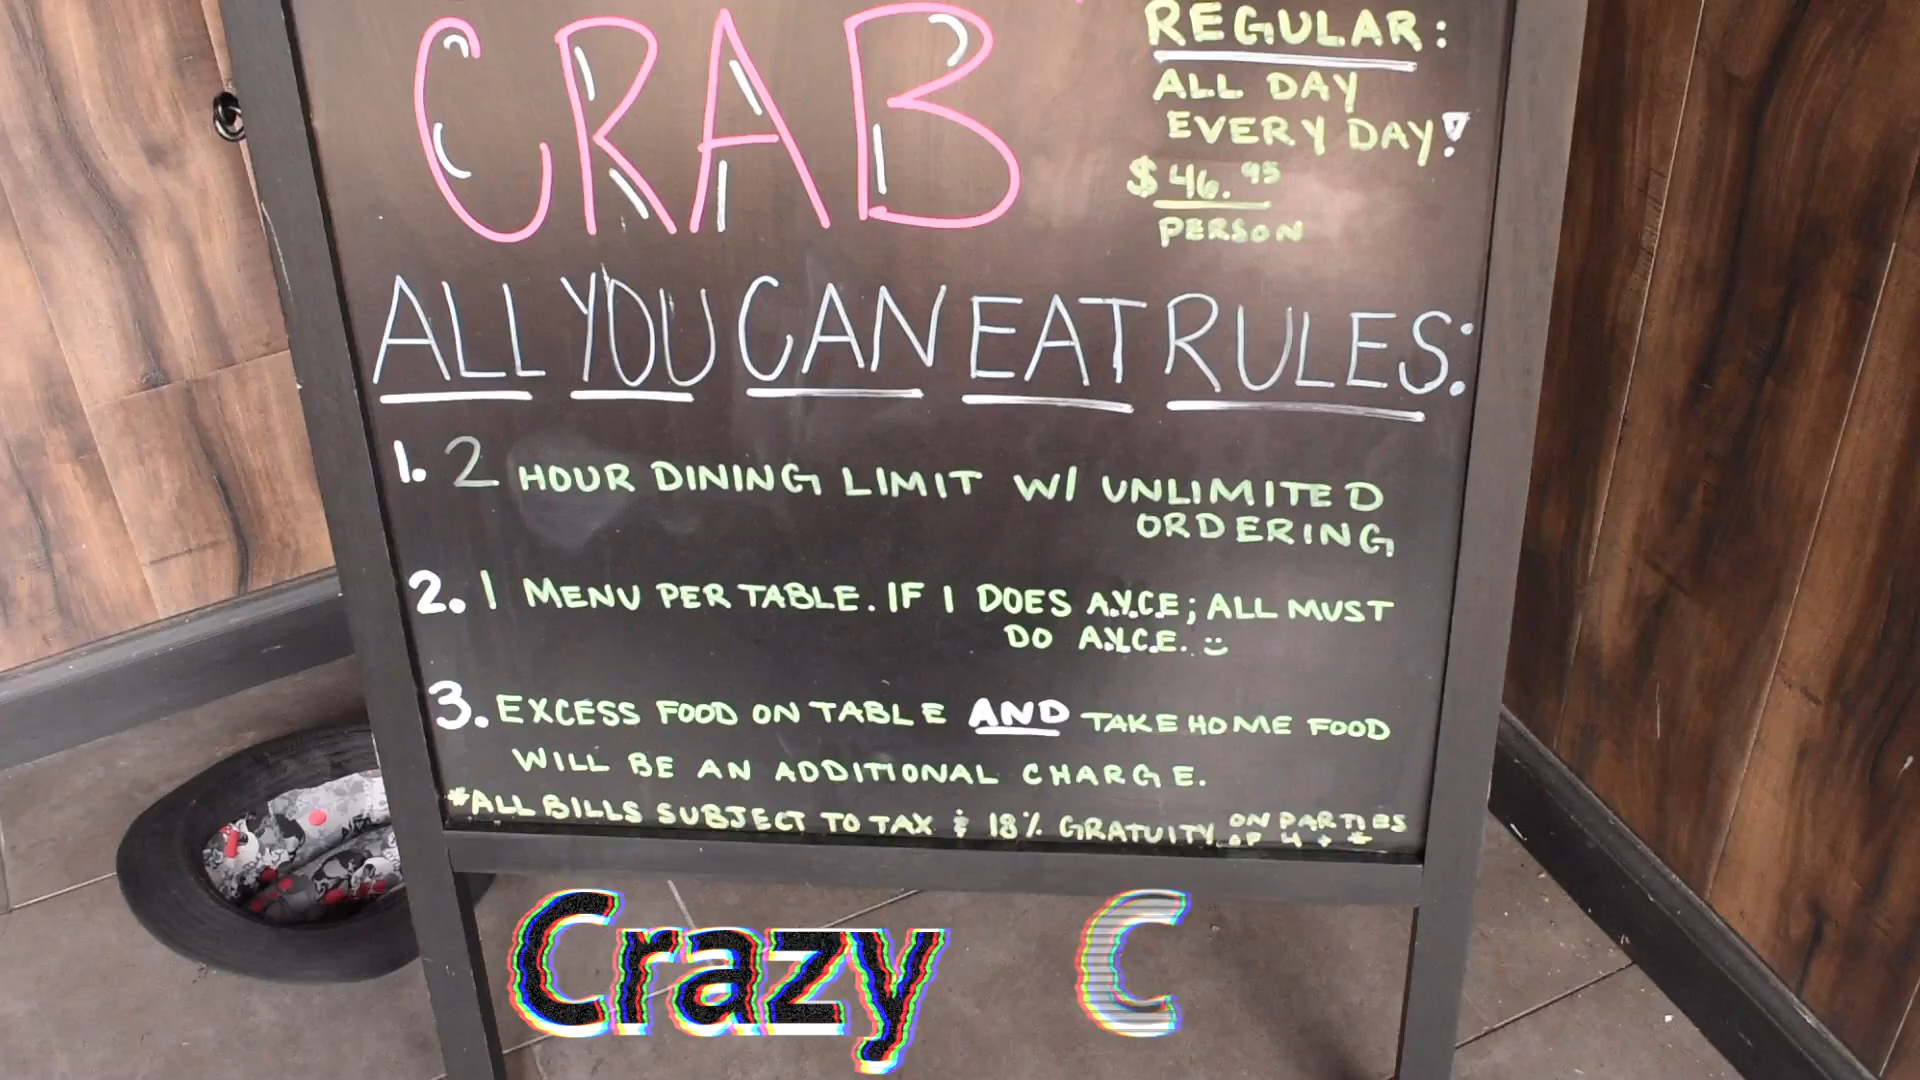 CRAB
REGULAR:
ALL DAY
EVERY DAY!
$46.95
PERSON
ALL YOU CAN EAT RULES:
1. 2 HOUR DINING LIMIT W/ UNLIMITED
ORDERING
2. 1 MENU PER TABLE. IF 1 DOES A.Y.C.E; ALL MUST
DO A.Y.C.E. :)
3. EXCESS FOOD ON TABLE AND TAKE HOME FOOD
WILL BE AN ADDITIONAL CHARGE.
*ALL BILLS SUBJECT TO TAX & 18% GRATUITY ON PARTIES
OF 4+*
Crazy C